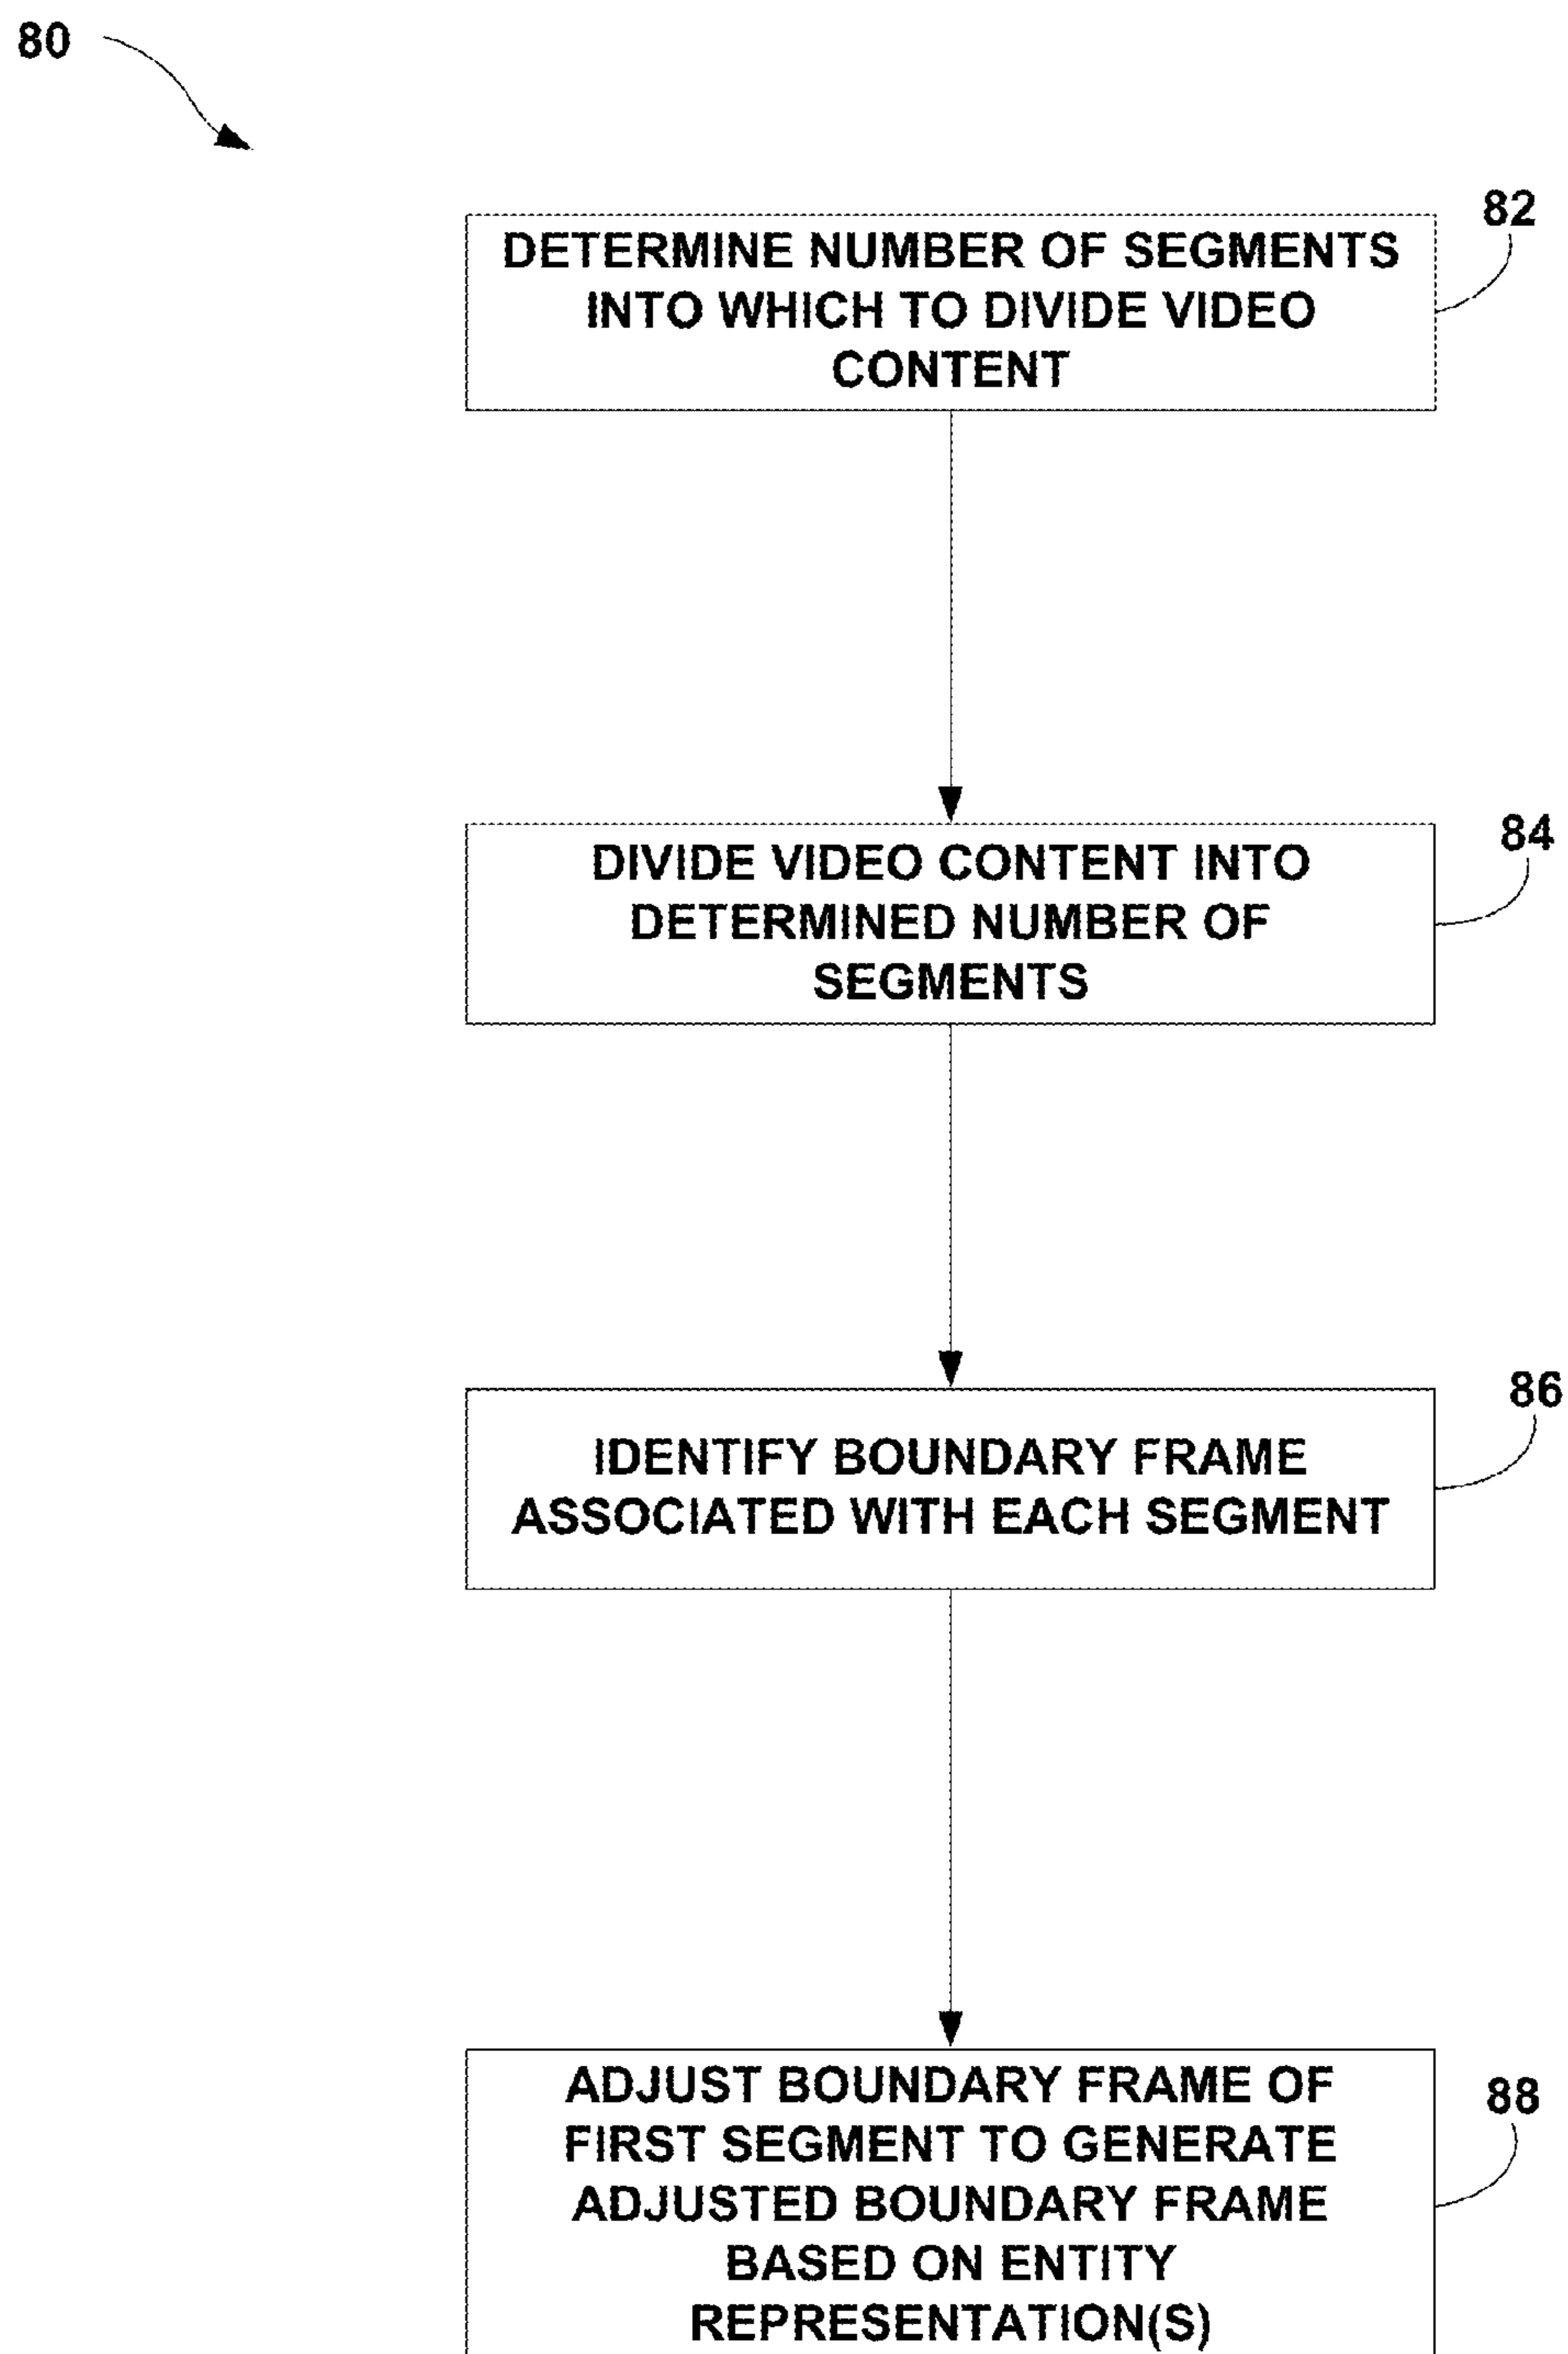 80
82
DETERMINE NUMBER OF SEGMENTS
INTO WHICH TO DIVIDE VIDEO
CONTENT
84
DIVIDE VIDEO CONTENT INTO
DETERMINED NUMBER OF
SEGMENTS
86
IDENTIFY BOUNDARY FRAME
ASSOCIATED WITH EACH SEGMENT
88
ADJUST BOUNDARY FRAME OF
FIRST SEGMENT TO GENERATE
ADJUSTED BOUNDARY FRAME
BASED ON ENTITY
REPRESENTATION(S)